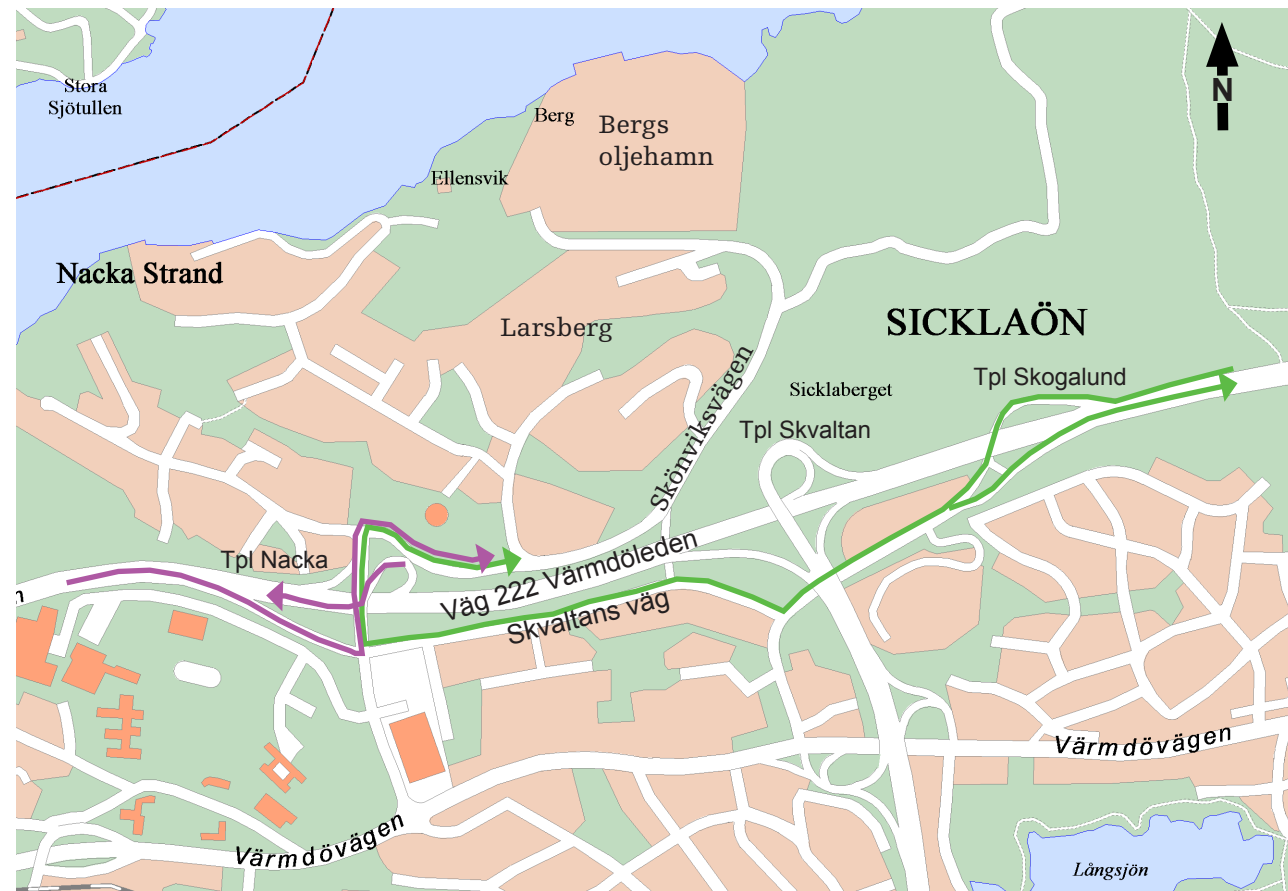 Stora
Sjötullen
N
Berg
Bergs
oljehamn
Ellensvik
Nacka Strand
SICKLAÖN
Larsberg
Skönviksvägen
Tpl Skogalund
Sicklaberget
Tpl Skvaltan
Tpl Nacka
Väg 222 Värmdöleden
Skvaltans väg
n
Värmdövägen
Värmdövägen
Långsjön